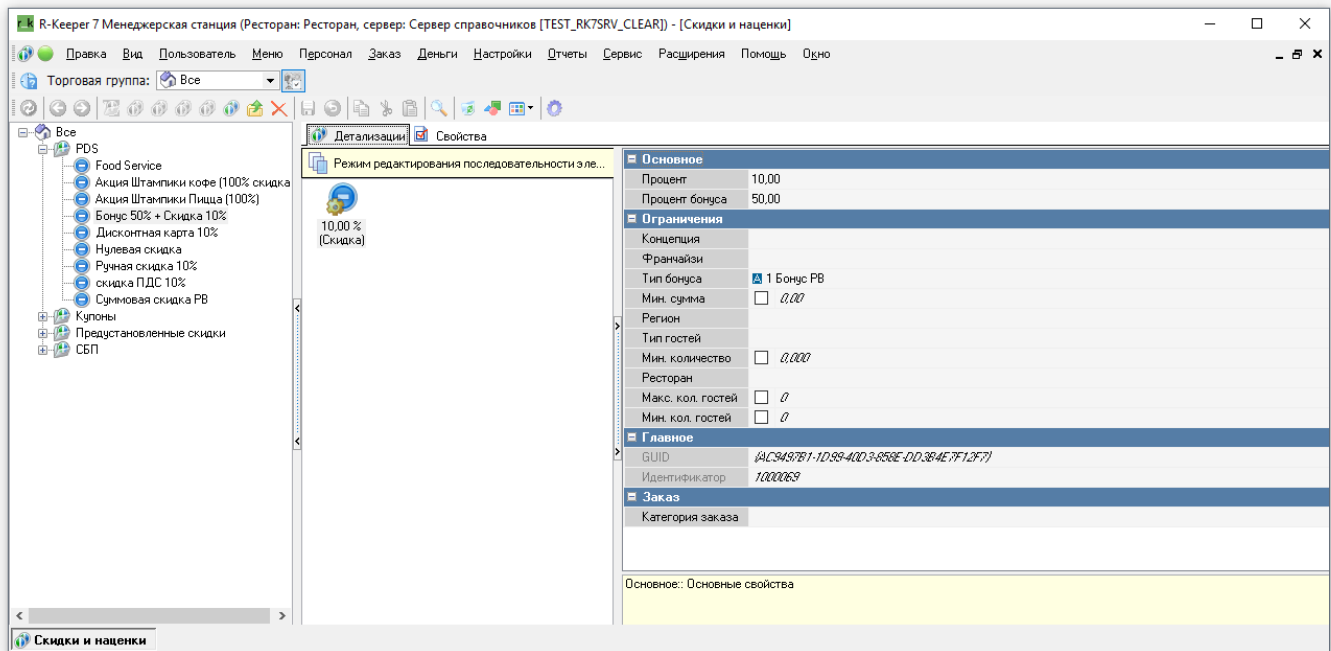 R-Keeper 7 Менеджерская станция (Ресторан: Ресторан, сервер: Сервер справочников [TEST_RK7SRV_CLEAR]) - [Скидки и наценки]
Правка Вид Пользователь Меню Персонал Заказ Деньги Настройки Отчеты Сервис Расширения Помощь Окно
Торговая группа: Все
Все
PDS
Food Service
Акция Штампики кофе (100% скидка
Акция Штампики Пицца (100%)
Бонус 50% + Скидка 10%
Дисконтная карта 10%
Нулевая скидка
Ручная скидка 10%
скидка ПДС 10%
Суммовая скидка РВ
Купоны
Предустановленные скидки
СБП
Детализации Свойства
Режим редактирования последовательности эле...
10,00 %
(Скидка)
Основное
Процент 10,00
Процент бонуса 50,00
Ограничения
Концепция
Франчайзи
Тип бонуса 1 Бонус РВ
Мин. сумма 0,00
Регион
Тип гостей
Мин. количество 0,000
Ресторан
Макс. кол. гостей 0
Мин. кол. гостей 0
Главное
GUID {AC9497B1-1D99-40D3-858E-DD3B4E7F12F7}
Идентификатор 1000069
Заказ
Категория заказа
Основное:: Основные свойства
Скидки и наценки